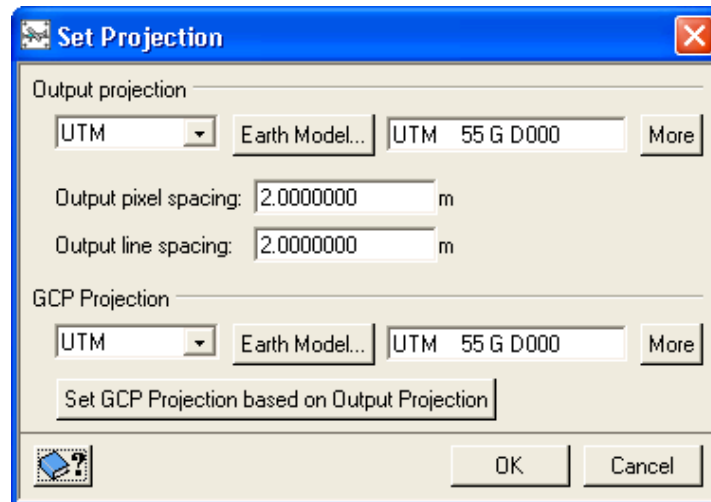 Set Projection
Output projection
UTM Earth Model... UTM 55 G D000 More
Output pixel spacing: 2.0000000 m
Output line spacing: 2.0000000 m
GCP Projection
UTM Earth Model... UTM 55 G D000 More
Set GCP Projection based on Output Projection
? OK Cancel